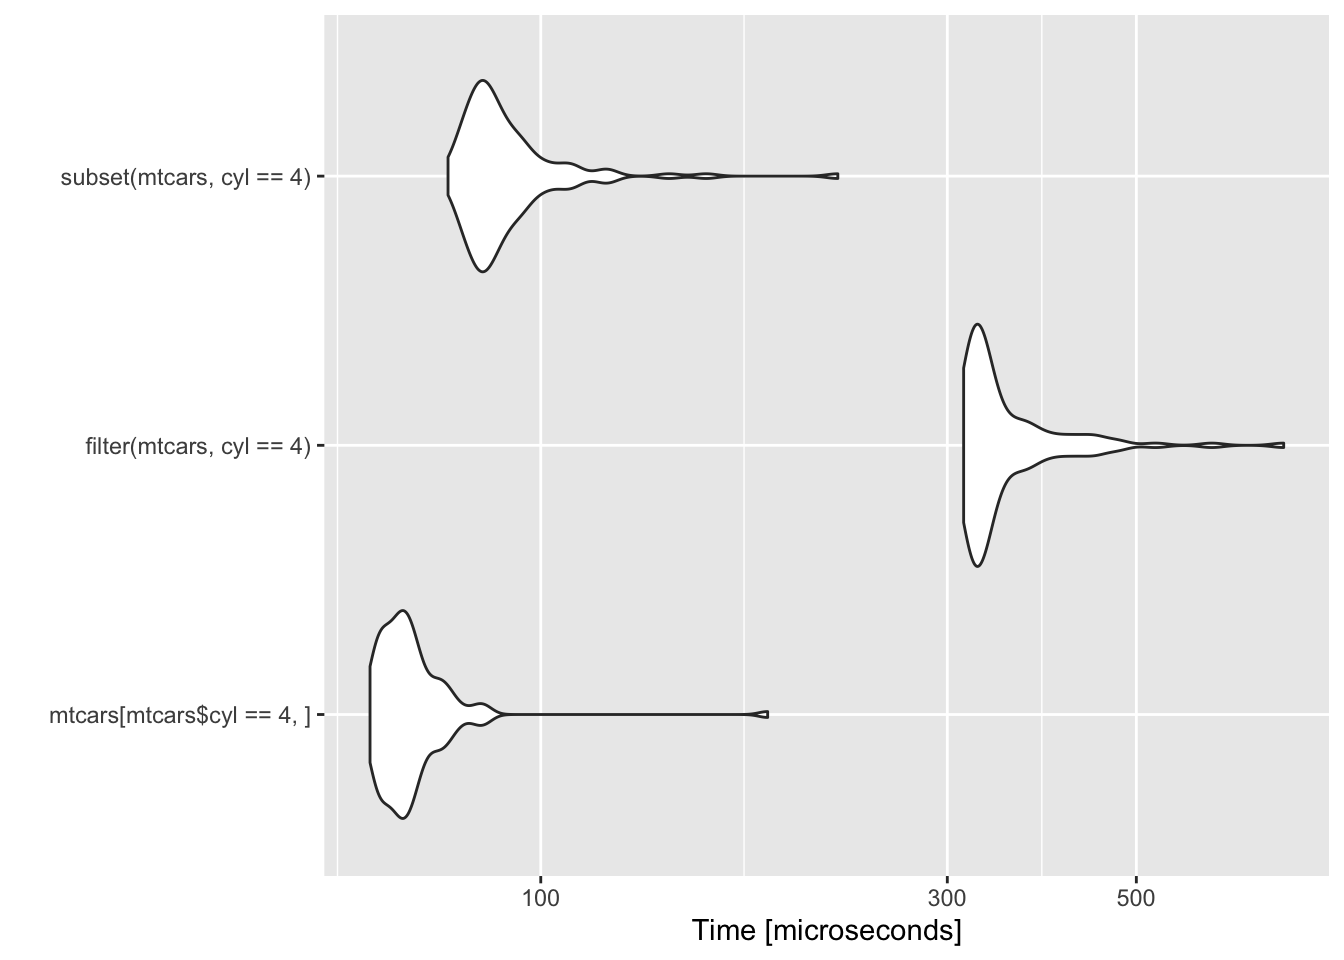 subset(mtcars, cyl == 4)
filter(mtcars, cyl == 4)
mtcars[mtcars$cyl == 4, ]
100
300
500
Time [microseconds]